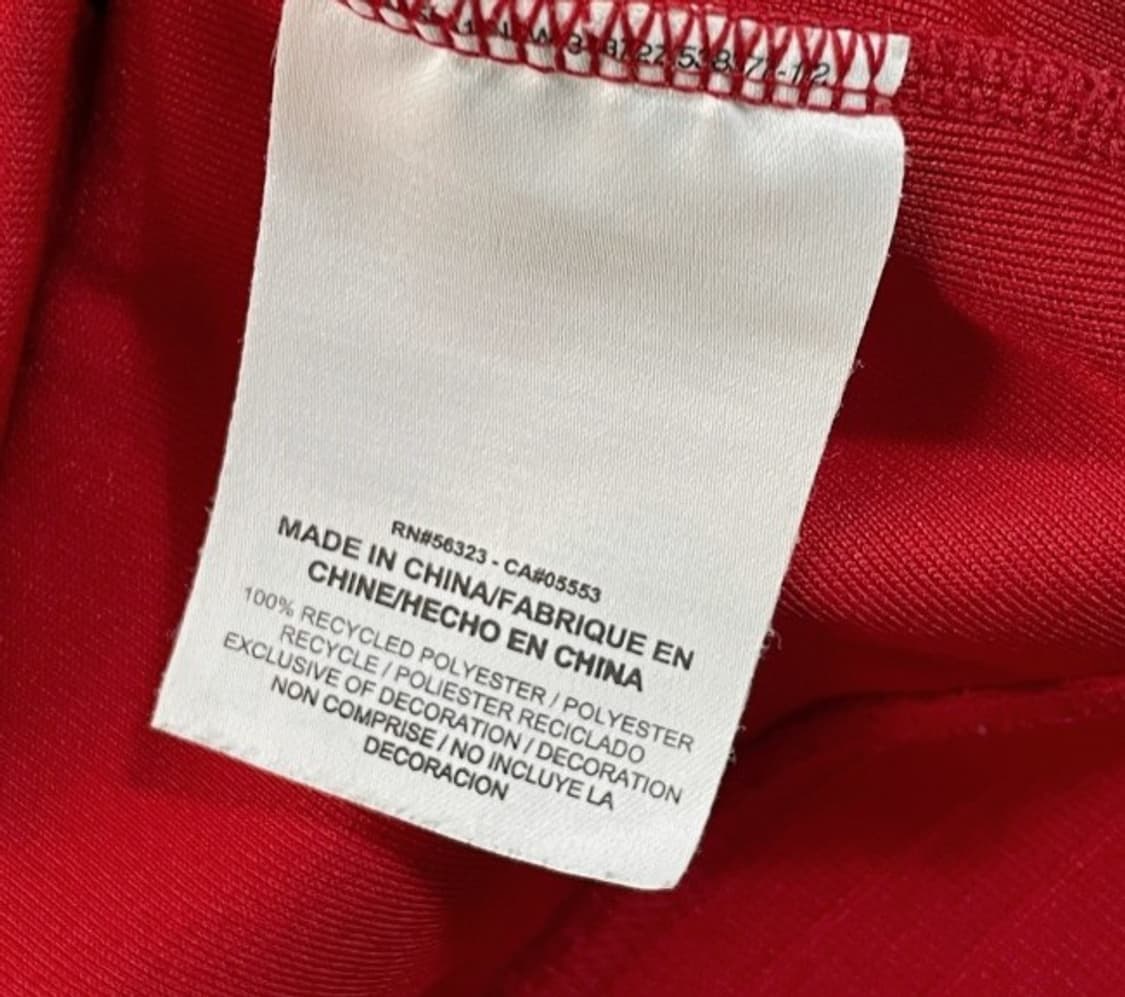 RN#56323 - CA#05553
MADE IN CHINA/FABRIQUE EN
CHINE/HECHO EN CHINA
100% RECYCLED POLYESTER / POLYESTER
RECYCLE / POLIESTER RECICLADO
EXCLUSIVE OF DECORATION / DECORATION
NON COMPRISE / NO INCLUYE LA
DECORACION